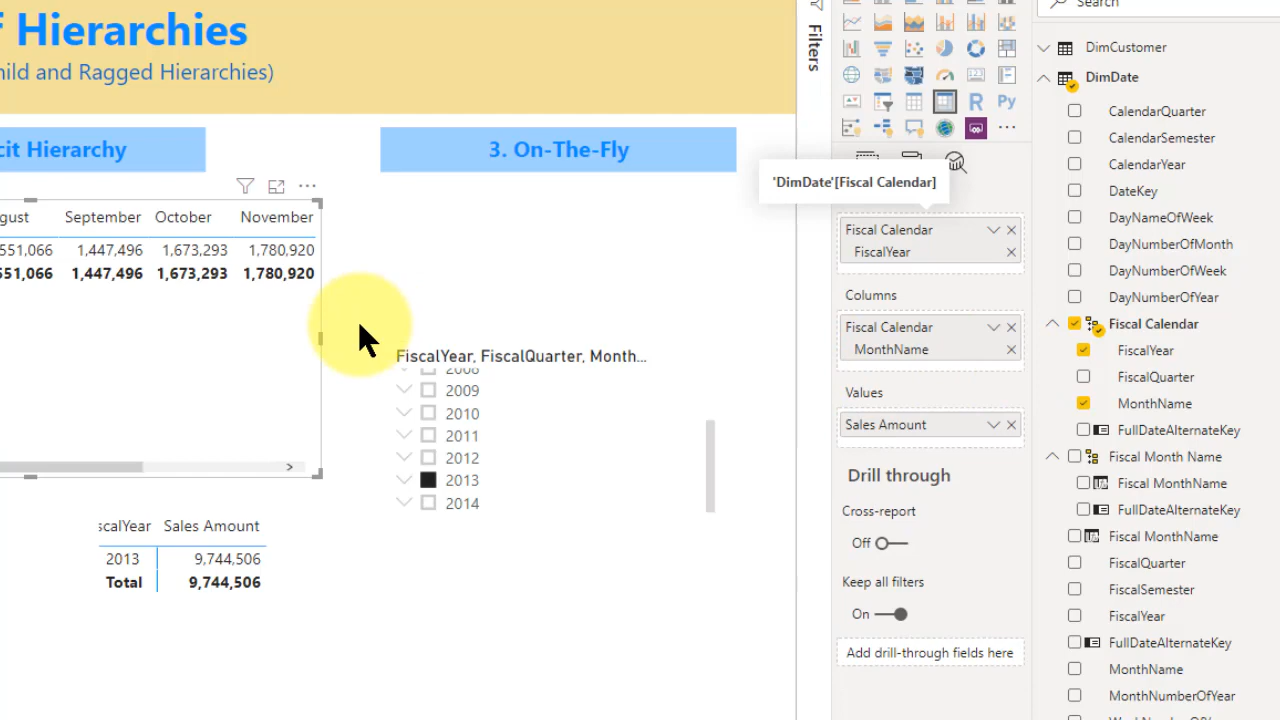 f Hierarchies
hild and Ragged Hierarchies)
cit Hierarchy
3. On-The-Fly
gust September October November
551,066 1,447,496 1,673,293 1,780,920
551,066 1,447,496 1,673,293 1,780,920
FiscalYear, FiscalQuarter, Month...
2008
2009
2010
2011
2012
2013
2014
scalYear Sales Amount
2013 9,744,506
Total 9,744,506
Filters
R Py
'DimDate'[Fiscal Calendar]
Fiscal Calendar
FiscalYear
Columns
Fiscal Calendar
MonthName
Values
Sales Amount
Drill through
Cross-report
Off
Keep all filters
On
Add drill-through fields here
Search
DimCustomer
DimDate
CalendarQuarter
CalendarSemester
CalendarYear
DateKey
DayNameOfWeek
DayNumberOfMonth
DayNumberOfWeek
DayNumberOfYear
Fiscal Calendar
FiscalYear
FiscalQuarter
MonthName
FullDateAlternateKey
Fiscal Month Name
Fiscal MonthName
FullDateAlternateKey
Fiscal MonthName
FiscalQuarter
FiscalSemester
FiscalYear
FullDateAlternateKey
MonthName
MonthNumberOfYear